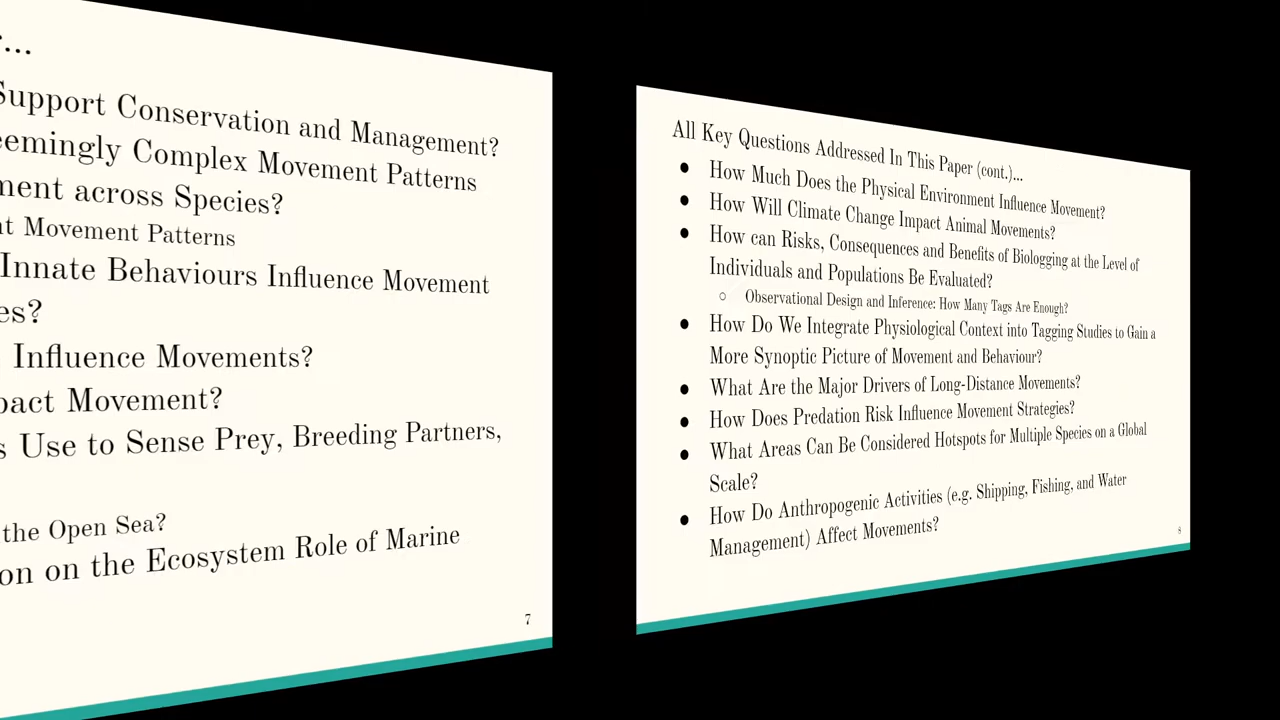 ...
Support Conservation and Management?
Complex Movement Patterns
across Species?
Movement Patterns
Innate Behaviours Influence Movement
Influence Movements?
Movement?
Use to Sense Prey, Breeding Partners,
the Open Sea?
on the Ecosystem Role of Marine
7
All Key Questions Addressed In This Paper (cont.)...
● How Much Does the Physical Environment Influence Movement?
● How Will Climate Change Impact Animal Movements?
● How can Risks, Consequences and Benefits of Biologging at the Level of
Individuals and Populations Be Evaluated?
○ Observational Design and Inference: How Many Tags Are Enough?
● How Do We Integrate Physiological Context into Tagging Studies to Gain a
More Synoptic Picture of Movement and Behaviour?
● What Are the Major Drivers of Long-Distance Movements?
● How Does Predation Risk Influence Movement Strategies?
● What Areas Can Be Considered Hotspots for Multiple Species on a Global
Scale?
● How Do Anthropogenic Activities (e.g. Shipping, Fishing, and Water
Management) Affect Movements?
8